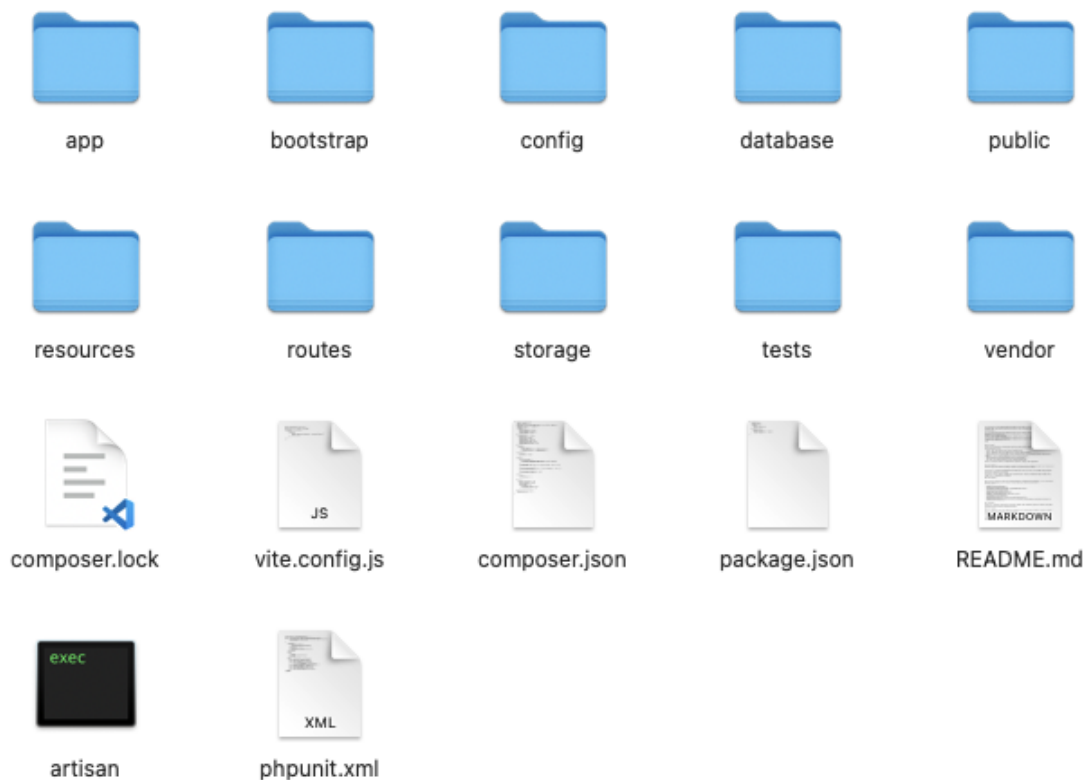 app
bootstrap
config
database
public
resources
routes
storage
tests
vendor
JS
MARKDOWN
composer.lock
vite.config.js
composer.json
package.json
README.md
exec
XML
artisan
phpunit.xml